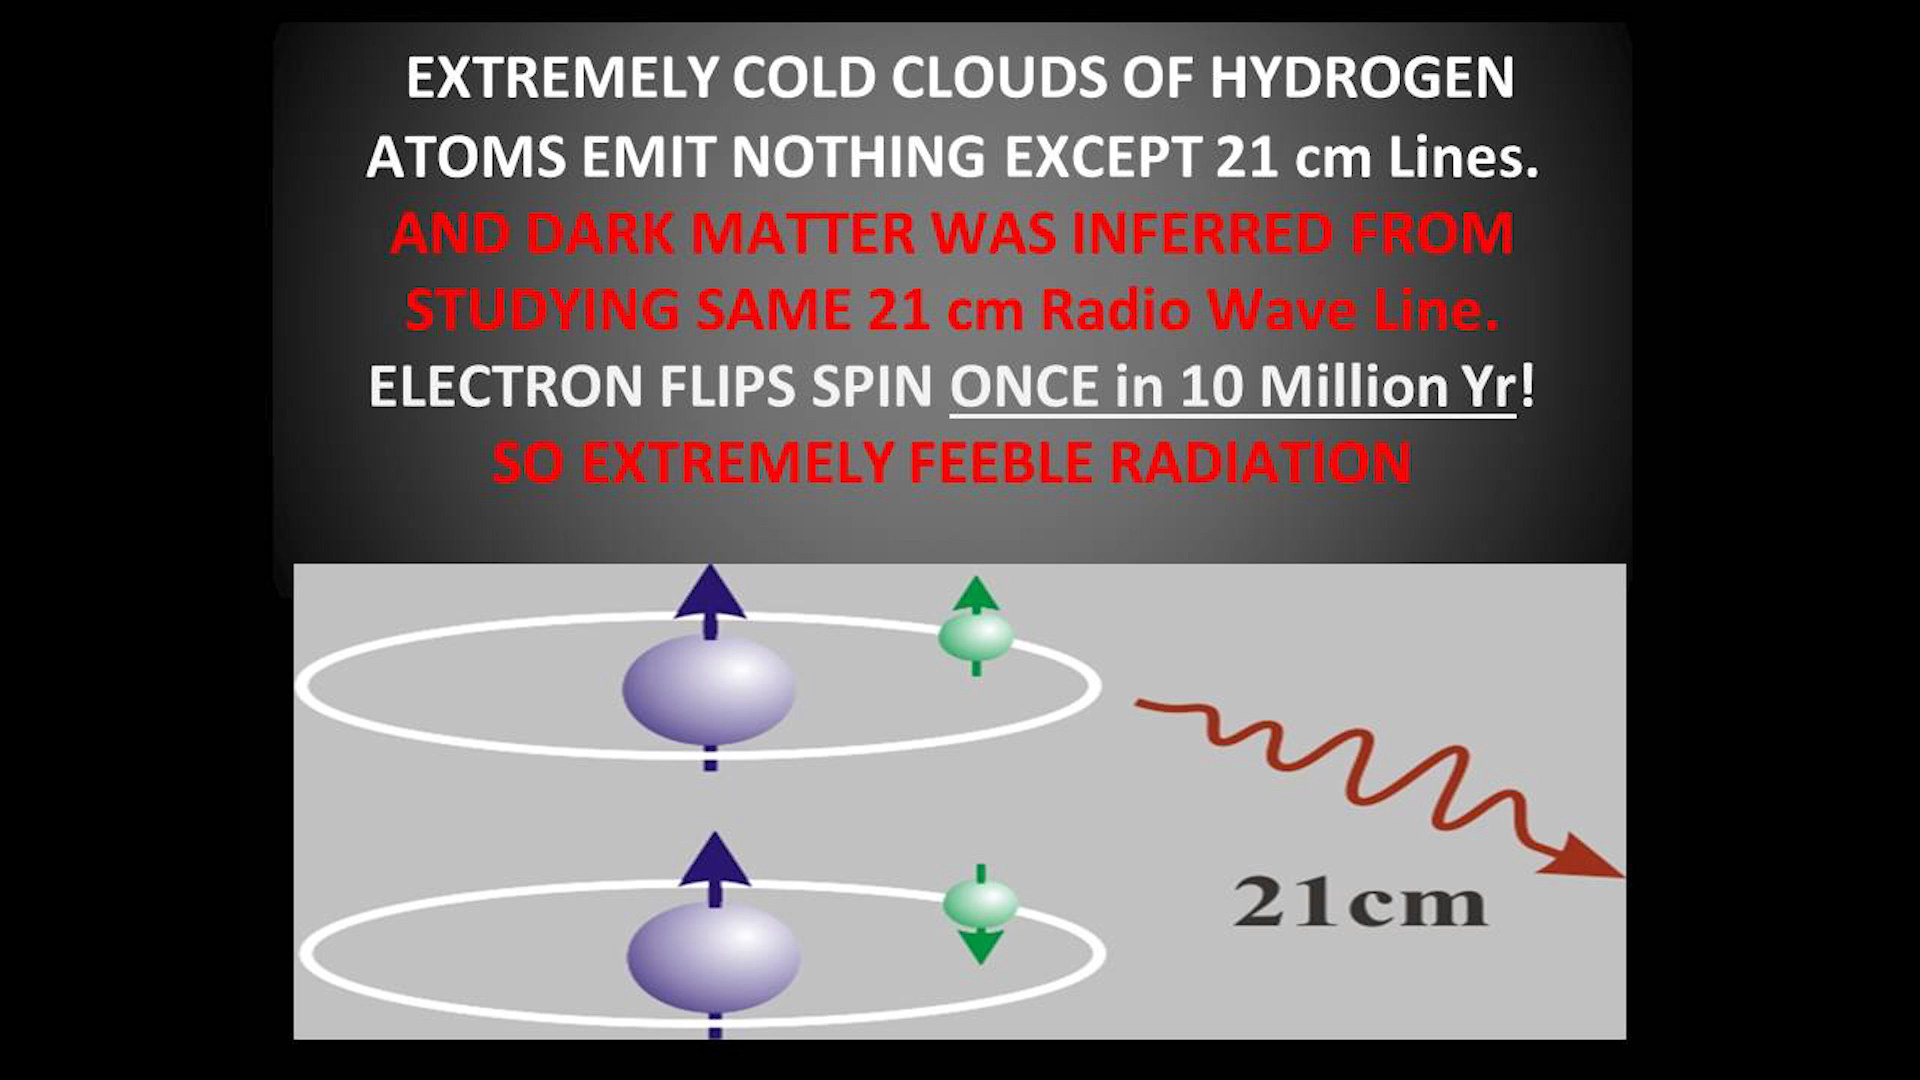 EXTREMELY COLD CLOUDS OF HYDROGEN
ATOMS EMIT NOTHING EXCEPT 21 cm Lines.
AND DARK MATTER WAS INFERRED FROM
STUDYING SAME 21 cm Radio Wave Line.
ELECTRON FLIPS SPIN ONCE in 10 Million Yr!
SO EXTREMELY FEEBLE RADIATION
21cm